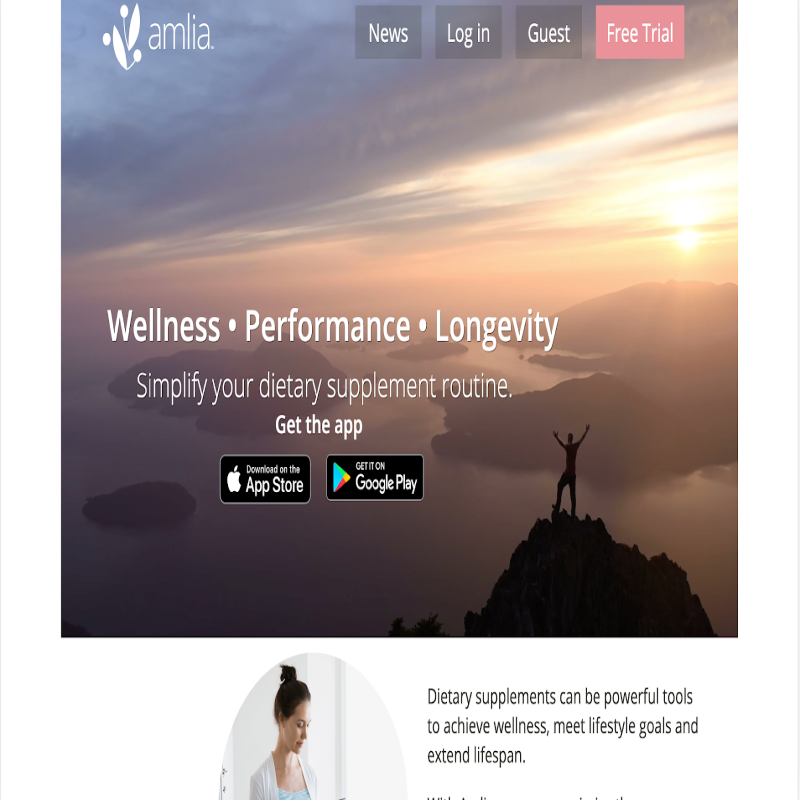 amlia
News
Log in
Guest
Free Trial
Wellness • Performance • Longevity
Simplify your dietary supplement routine.
Get the app
Download on the
App Store
GET IT ON
Google Play
Dietary supplements can be powerful tools
to achieve wellness, meet lifestyle goals and
extend lifespan.